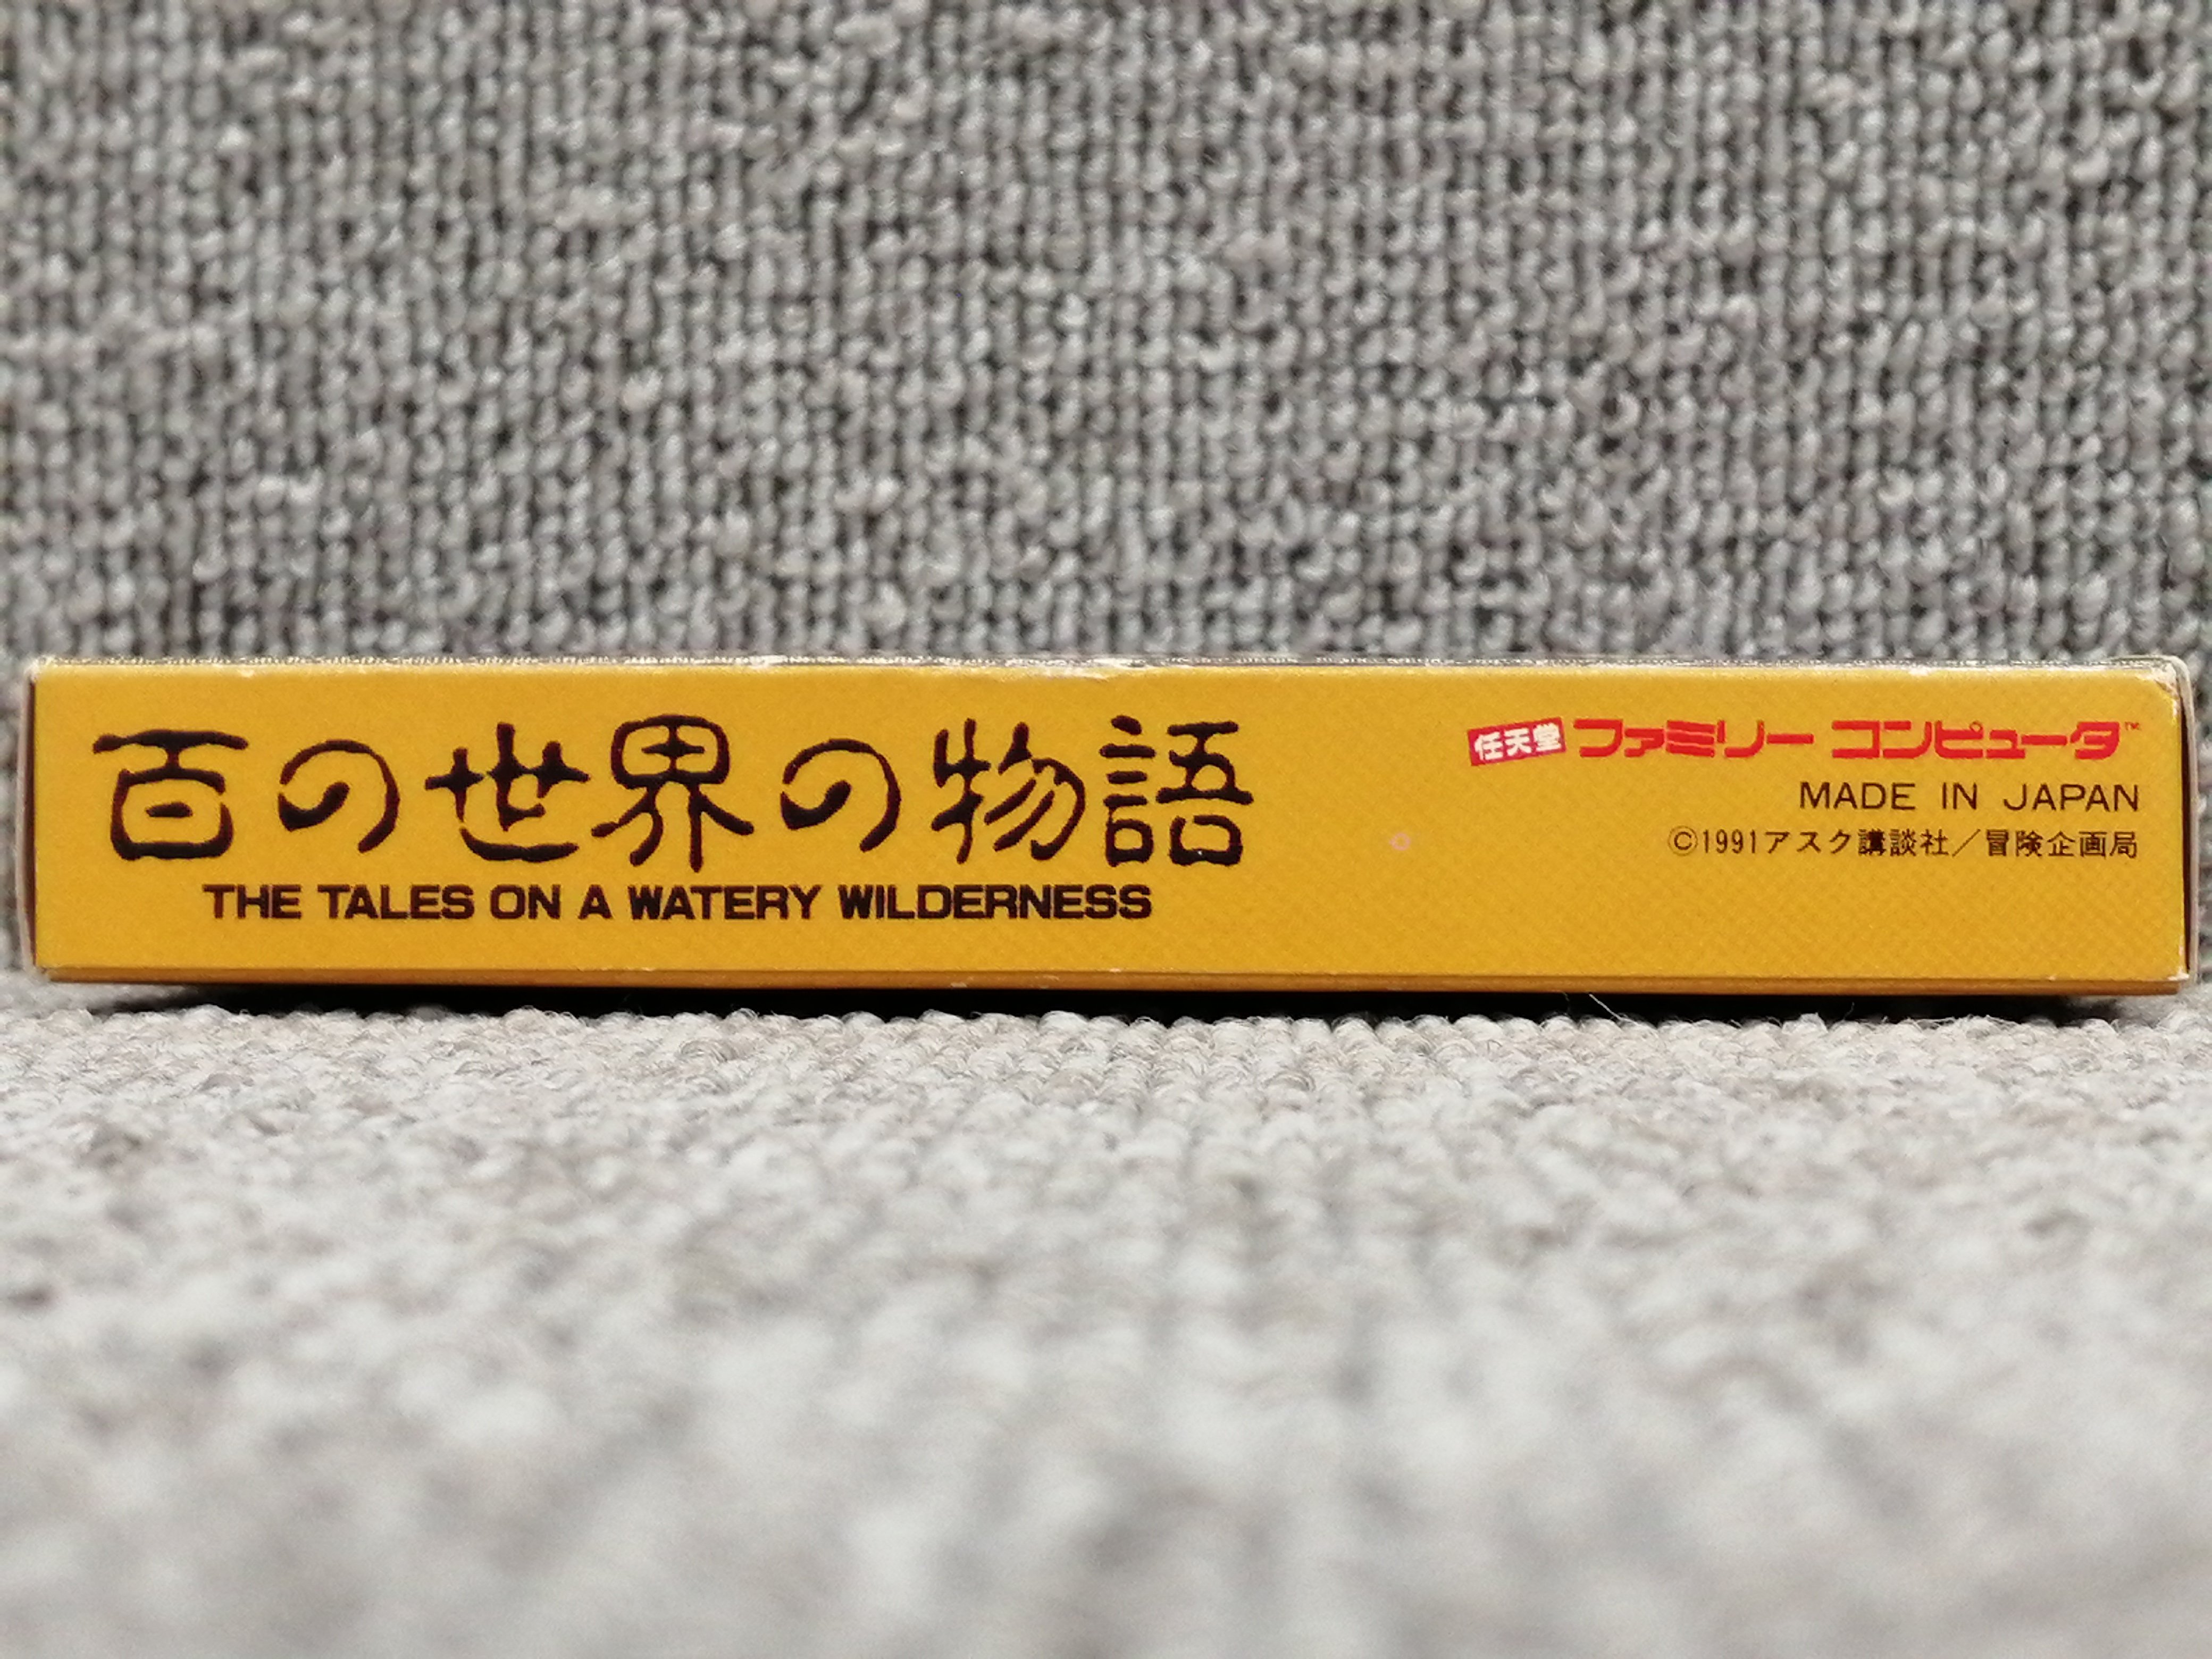 百の世界の物語
THE TALES ON A WATERY WILDERNESS
任天堂 ファミリー コンピュータ™
MADE IN JAPAN
©1991アスク講談社／冒険企画局